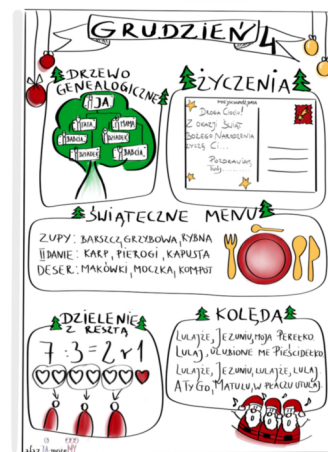 GRUDZIEŃ 4
DRZEWO
GENEALOGICZNE
JA
TATA
MAMA
BABCIA
DZIADEK
DZIADEK
BABCIA
ŻYCZENIA
DROGA CIOCIU!
Z OKAZJI ŚWIĄT
BOŻEGO NARODZENIA
ŻYCZĘ CI...
POZDRAWIAM,
ŚWIĄTECZNE MENU
ZUPY: BARSZCZ, GRZYBOWA, RYBNA
II DANIE: KARP, PIEROGI, KAPUSTA
DESER: MAKÓWKI, MOCZKA, KOMPOT
DZIELENIE
Z RESZTĄ
7 : 3 = 2 r 1
KOLĘDA
LULAJŻE, JEZUNIU, MOJA PEREŁKO.
LULAJ, ULUBIONE ME PIEŚCIDEŁKO.
LULAJŻE, JEZUNIU, LULAJŻE, LULAJ.
A TY GO, MATULU, W PŁACZU UTULAJ.